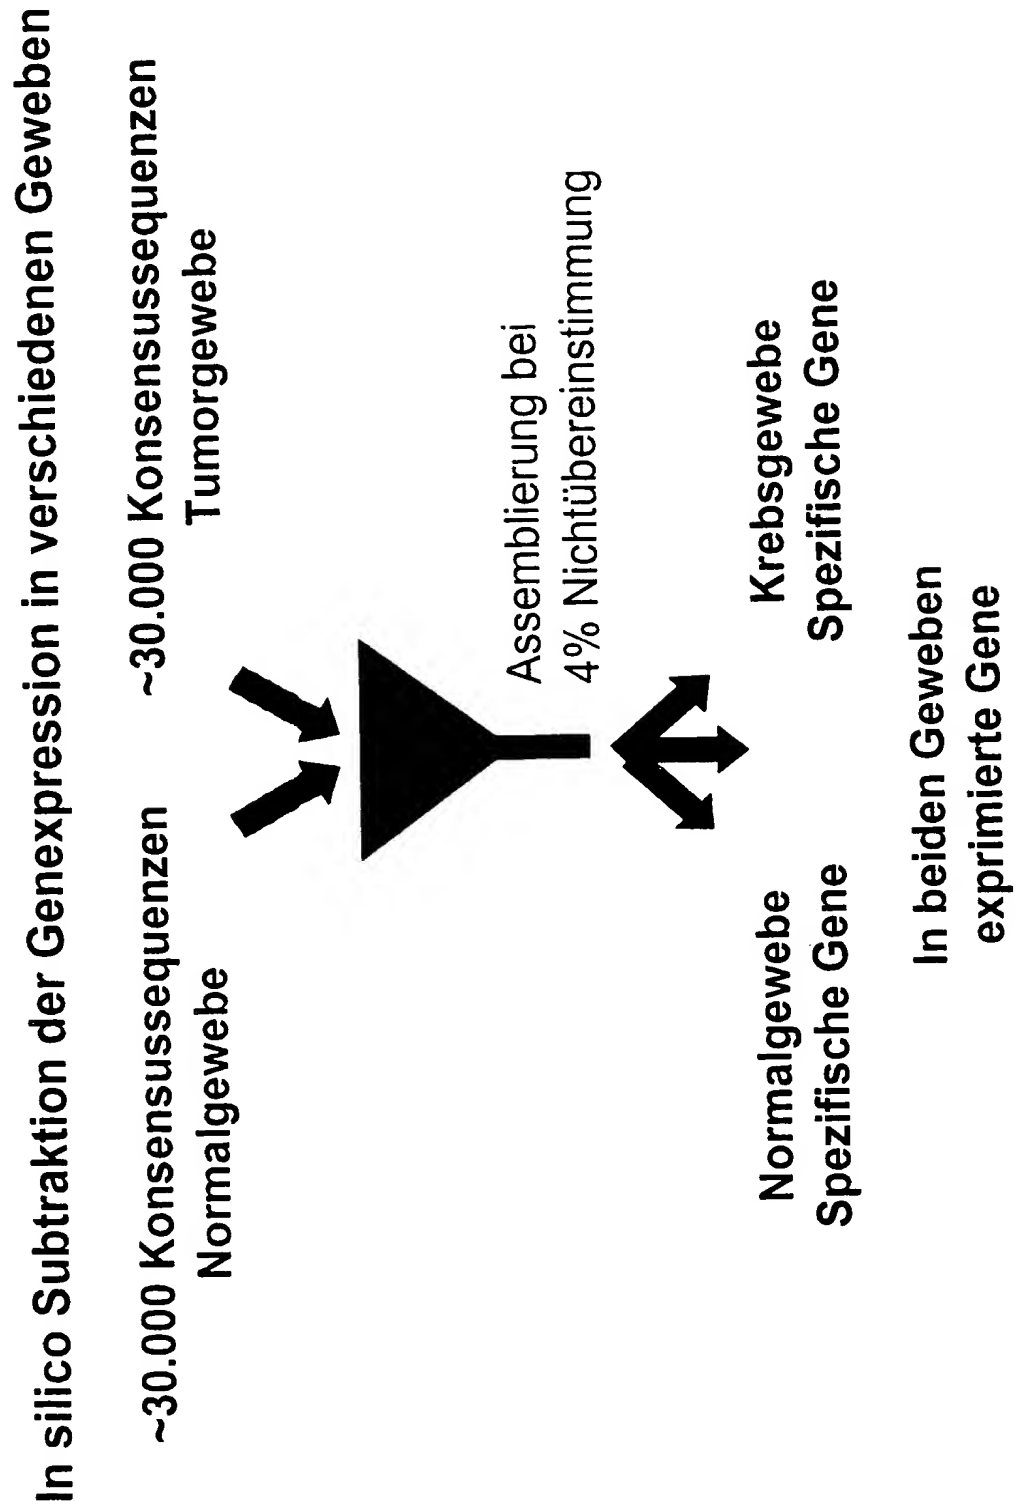 In silico Subtraktion der Genexpression in verschiedenen Geweben
~30.000 Konsensussequenzen
Normalgewebe
~30.000 Konsensussequenzen
Tumorgewebe
Assemblierung bei
4% Nichtübereinstimmung
Normalgewebe
Spezifische Gene
In beiden Geweben
exprimierte Gene
Krebsgewebe
Spezifische Gene